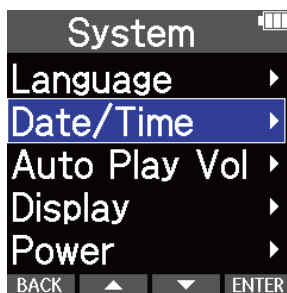 System
Language
Date/Time
Auto Play Vol
Display
Power
BACK ENTER